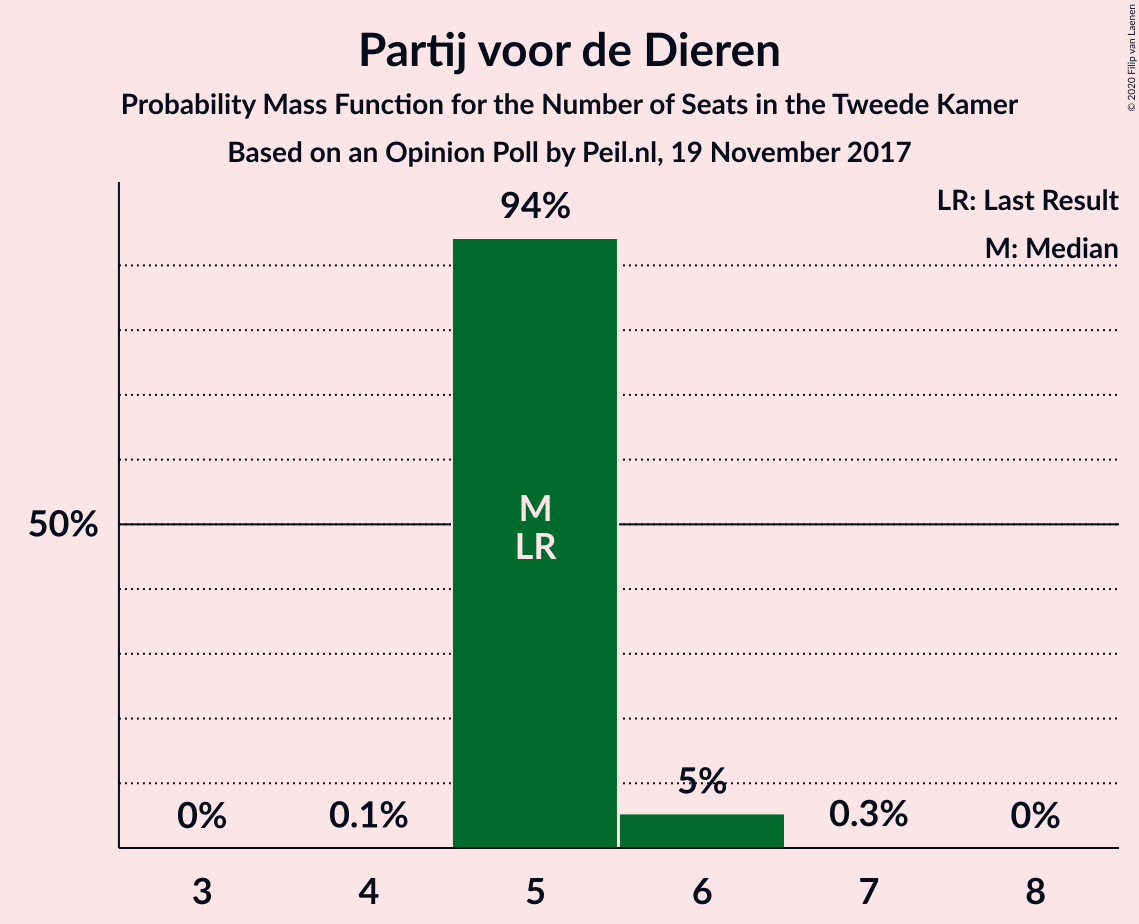 Partij voor de Dieren
Probability Mass Function for the Number of Seats in the Tweede Kamer
Based on an Opinion Poll by Peil.nl, 19 November 2017
© 2020 Filip van Laenen
LR: Last Result
M: Median
94%
50%
M
LR
0%
0.1%
5%
0.3%
0%
3
4
5
6
7
8